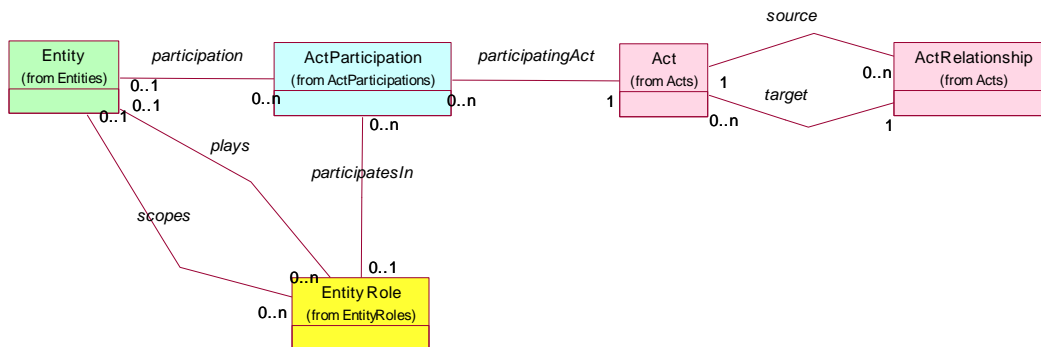 source
Entity
(from Entities)
participation
ActParticipation
(from ActParticipations)
participatingAct
Act
(from Acts)
ActRelationship
(from Acts)
0..1
0..n
0..n
1
1
0..n
target
0..n
1
0..1
0..1
0..n
plays
participatesIn
scopes
0..1
0..n
0..n
Entity Role
(from EntityRoles)